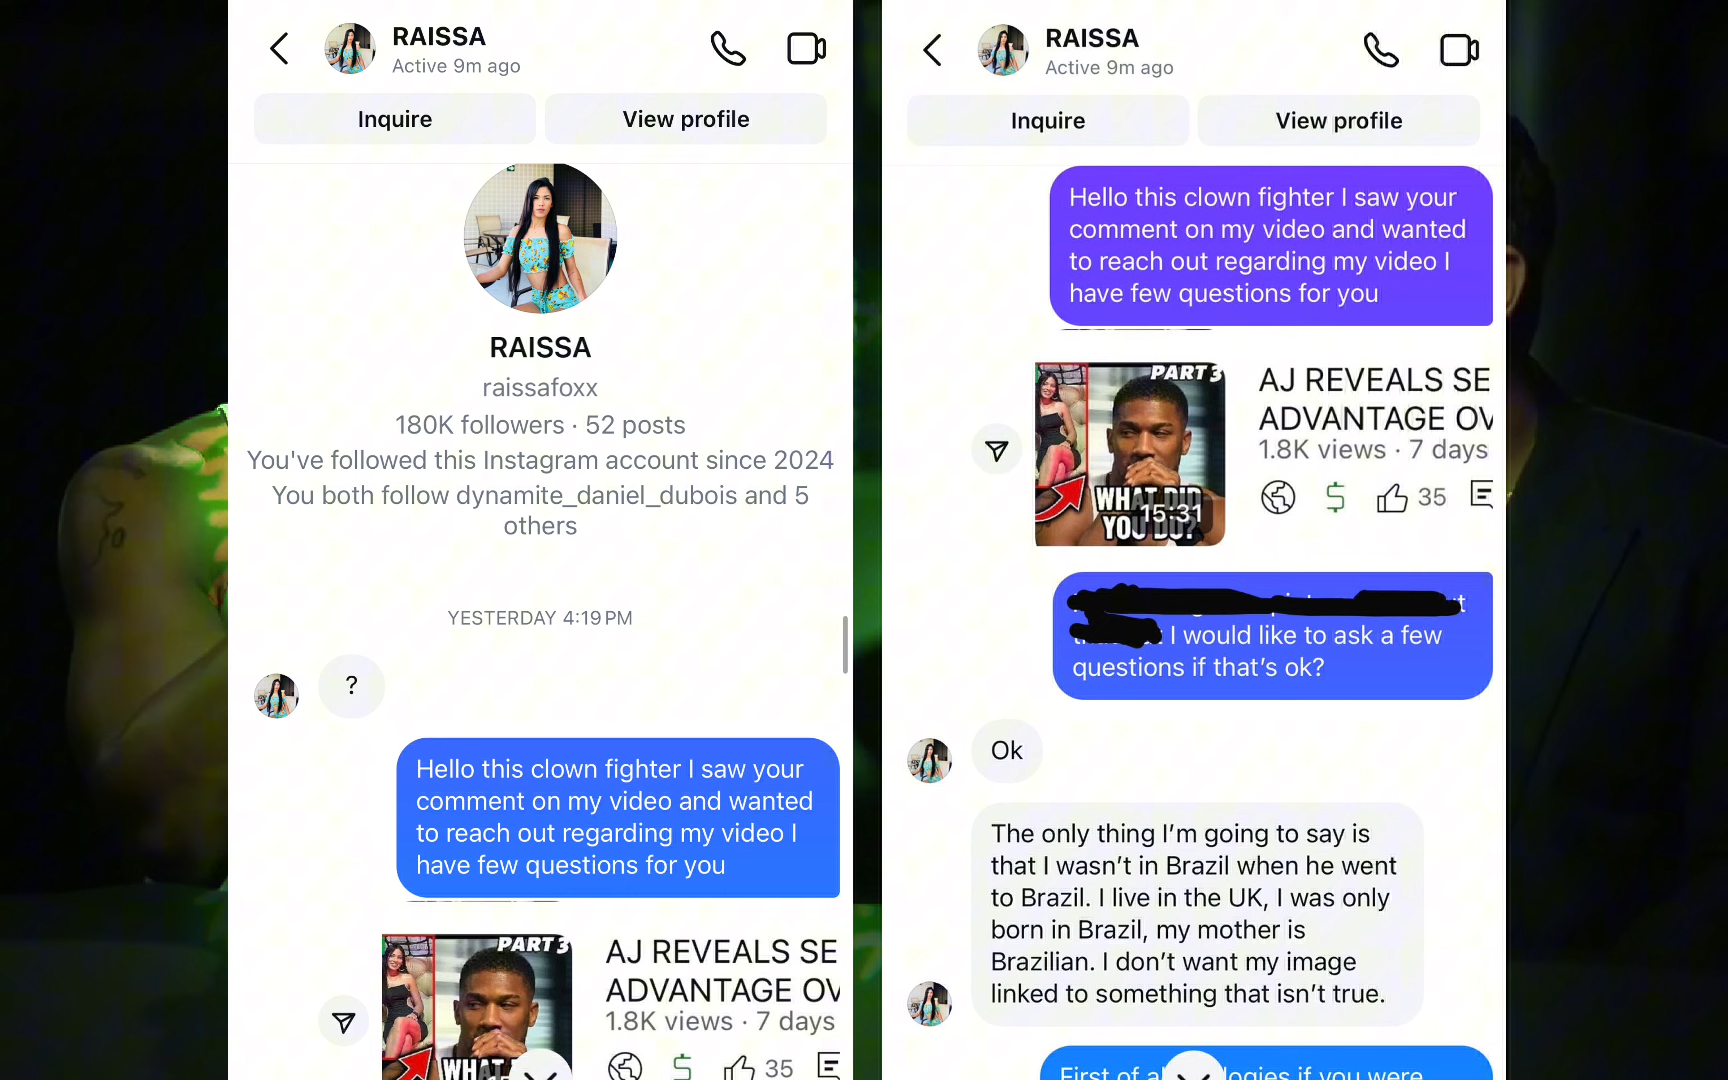 RAISSA
Active 9m ago
Inquire
View profile
RAISSA
raissafoxx
180K followers · 52 posts
You've followed this Instagram account since 2024
You both follow dynamite_daniel_dubois and 5
others
YESTERDAY 4:19 PM
?
Hello this clown fighter I saw your
comment on my video and wanted
to reach out regarding my video I
have few questions for you
PART 3
WHAT
AJ REVEALS SE
ADVANTAGE OV
1.8K views · 7 days
35
RAISSA
Active 9m ago
Inquire
View profile
Hello this clown fighter I saw your
comment on my video and wanted
to reach out regarding my video I
have few questions for you
PART 3
WHAT DID
YOU DO?
15:31
AJ REVEALS SE
ADVANTAGE OV
1.8K views · 7 days
35
I would like to ask a few
questions if that's ok?
Ok
The only thing I'm going to say is
that I wasn't in Brazil when he went
to Brazil. I live in the UK, I was only
born in Brazil, my mother is
Brazilian. I don't want my image
linked to something that isn't true.
First of if you were